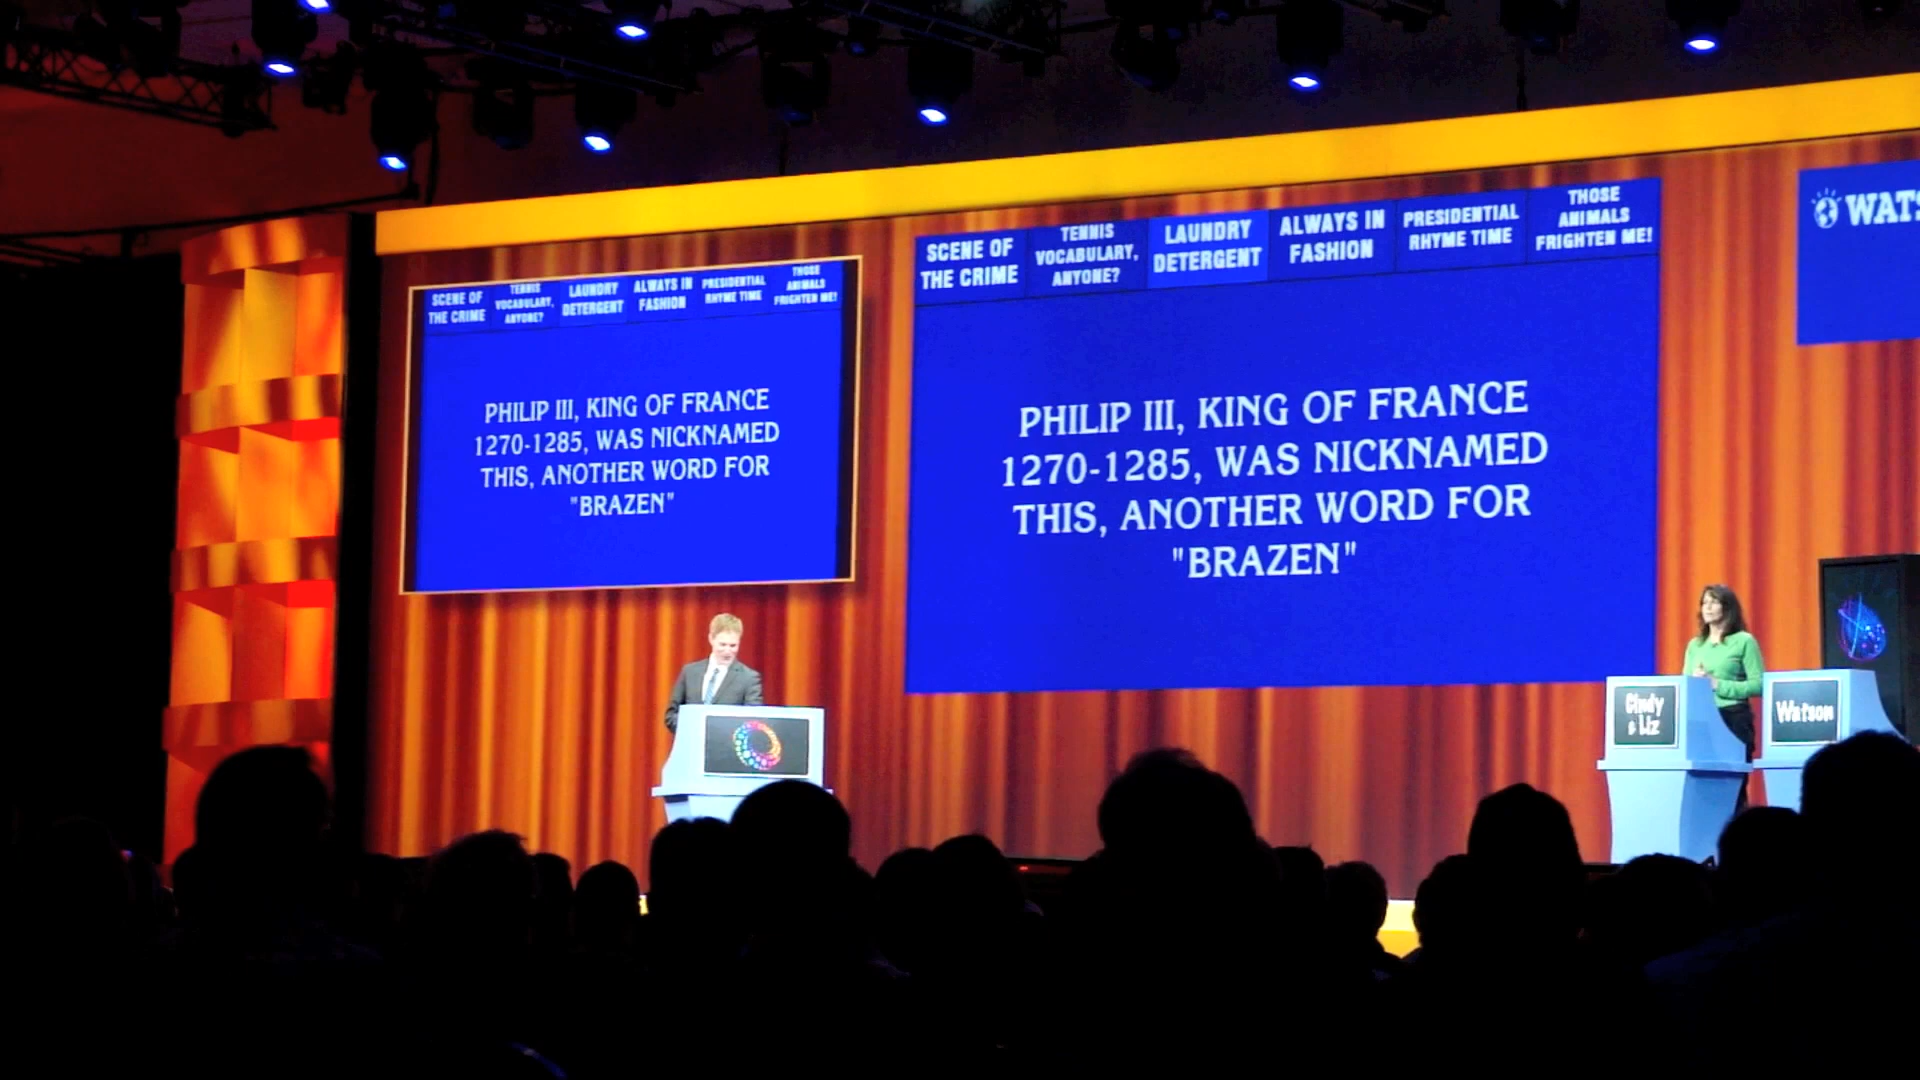 SCENE OF
THE CRIME
TENNIS
VOCABULARY,
ANYONE?
LAUNDRY
DETERGENT
ALWAYS IN
FASHION
PRESIDENTIAL
RHYME TIME
THOSE
ANIMALS
FRIGHTEN ME!
PHILIP III, KING OF FRANCE
1270-1285, WAS NICKNAMED
THIS, ANOTHER WORD FOR
"BRAZEN"
SCENE OF
THE CRIME
TENNIS
VOCABULARY,
ANYONE?
LAUNDRY
DETERGENT
ALWAYS IN
FASHION
PRESIDENTIAL
RHYME TIME
THOSE
ANIMALS
FRIGHTEN ME!
PHILIP III, KING OF FRANCE
1270-1285, WAS NICKNAMED
THIS, ANOTHER WORD FOR
"BRAZEN"
WATS
Cindy
& Liz
Watson